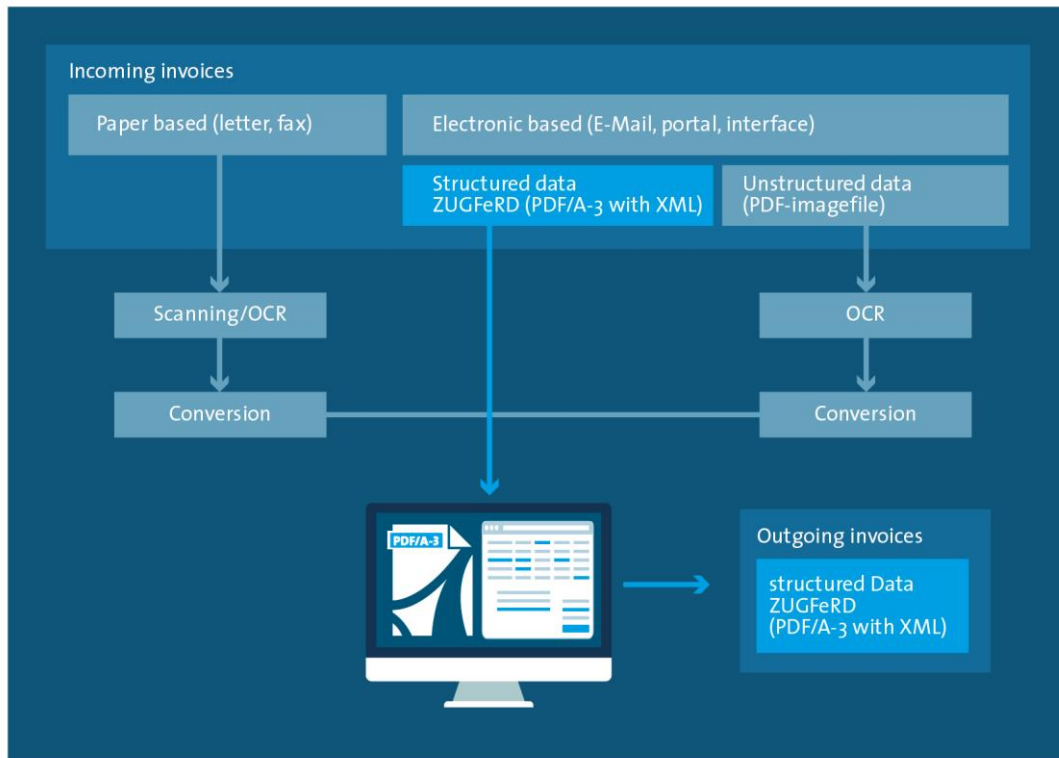 Incoming invoices
Paper based (letter, fax)
Electronic based (E-Mail, portal, interface)
Structured data
ZUGFeRD (PDF/A-3 with XML)
Unstructured data
(PDF-imagefile)
Scanning/OCR
OCR
Conversion
Conversion
PDF/A-3
Outgoing invoices
structured Data
ZUGFeRD
(PDF/A-3 with XML)